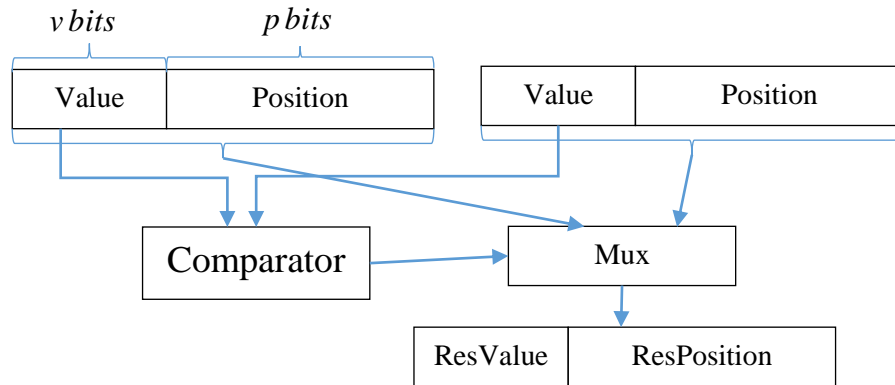 v bits p bits
Value Position Value Position
Comparator Mux
ResValue ResPosition